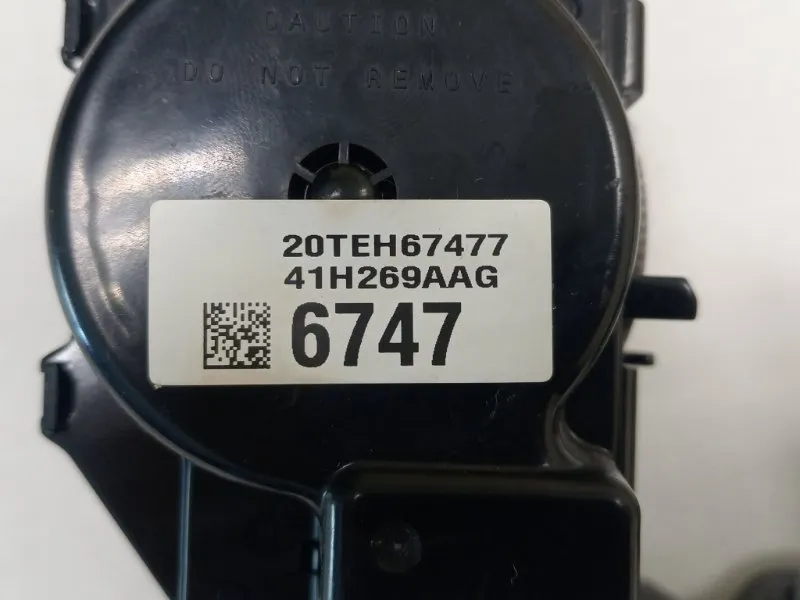 CAUTION
DO NOT REMOVE
20TEH67477
41H269AAG
6747